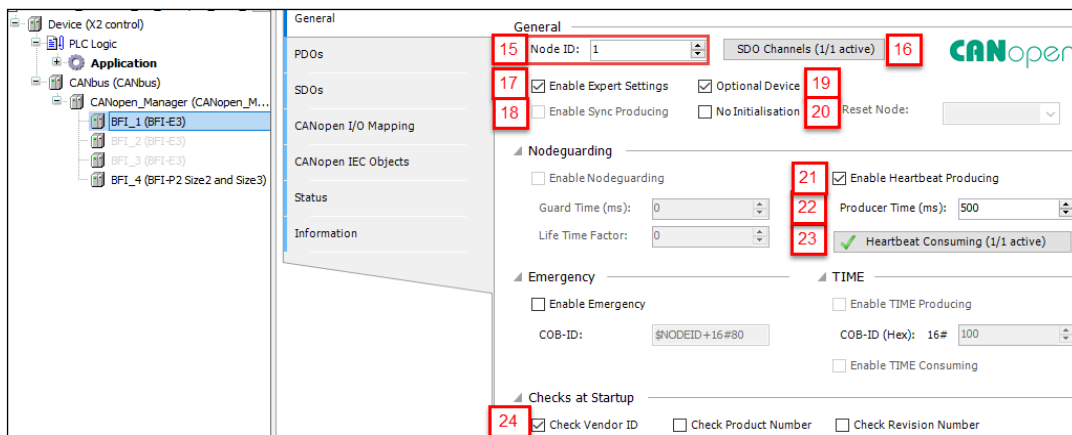 Device (X2 control)
PLC Logic
Application
CANbus (CANbus)
CANopen_Manager (CANopen_M...
BFI_1 (BFI-E3)
BFI_2 (BFI-E3)
BFI_3 (BFI-E3)
BFI_4 (BFI-P2 Size2 and Size3)
General
PDOs
SDOs
CANopen I/O Mapping
CANopen IEC Objects
Status
Information
General
15 Node ID: 1 SDO Channels (1/1 active) 16 CANopen
17 Enable Expert Settings Optional Device 19
18 Enable Sync Producing No Initialisation 20 Reset Node:
Nodeguarding
Enable Nodeguarding 21 Enable Heartbeat Producing
Guard Time (ms): 0 22 Producer Time (ms): 500
Life Time Factor: 0 23 Heartbeat Consuming (1/1 active)
Emergency TIME
Enable Emergency Enable TIME Producing
COB-ID: $NODEID+16#80 COB-ID (Hex): 16# 100
Enable TIME Consuming
Checks at Startup
24 Check Vendor ID Check Product Number Check Revision Number